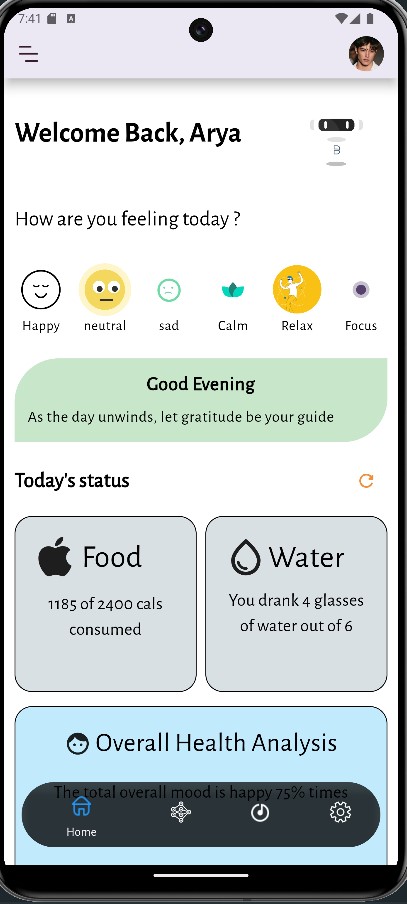 7:41
Welcome Back, Arya
B
How are you feeling today ?
Happy neutral sad Calm Relax Focus
Good Evening
As the day unwinds, let gratitude be your guide
Today's status
Food
1185 of 2400 cals
consumed
Water
You drank 4 glasses
of water out of 6
Overall Health Analysis
The total overall mood is happy 75% times
Home